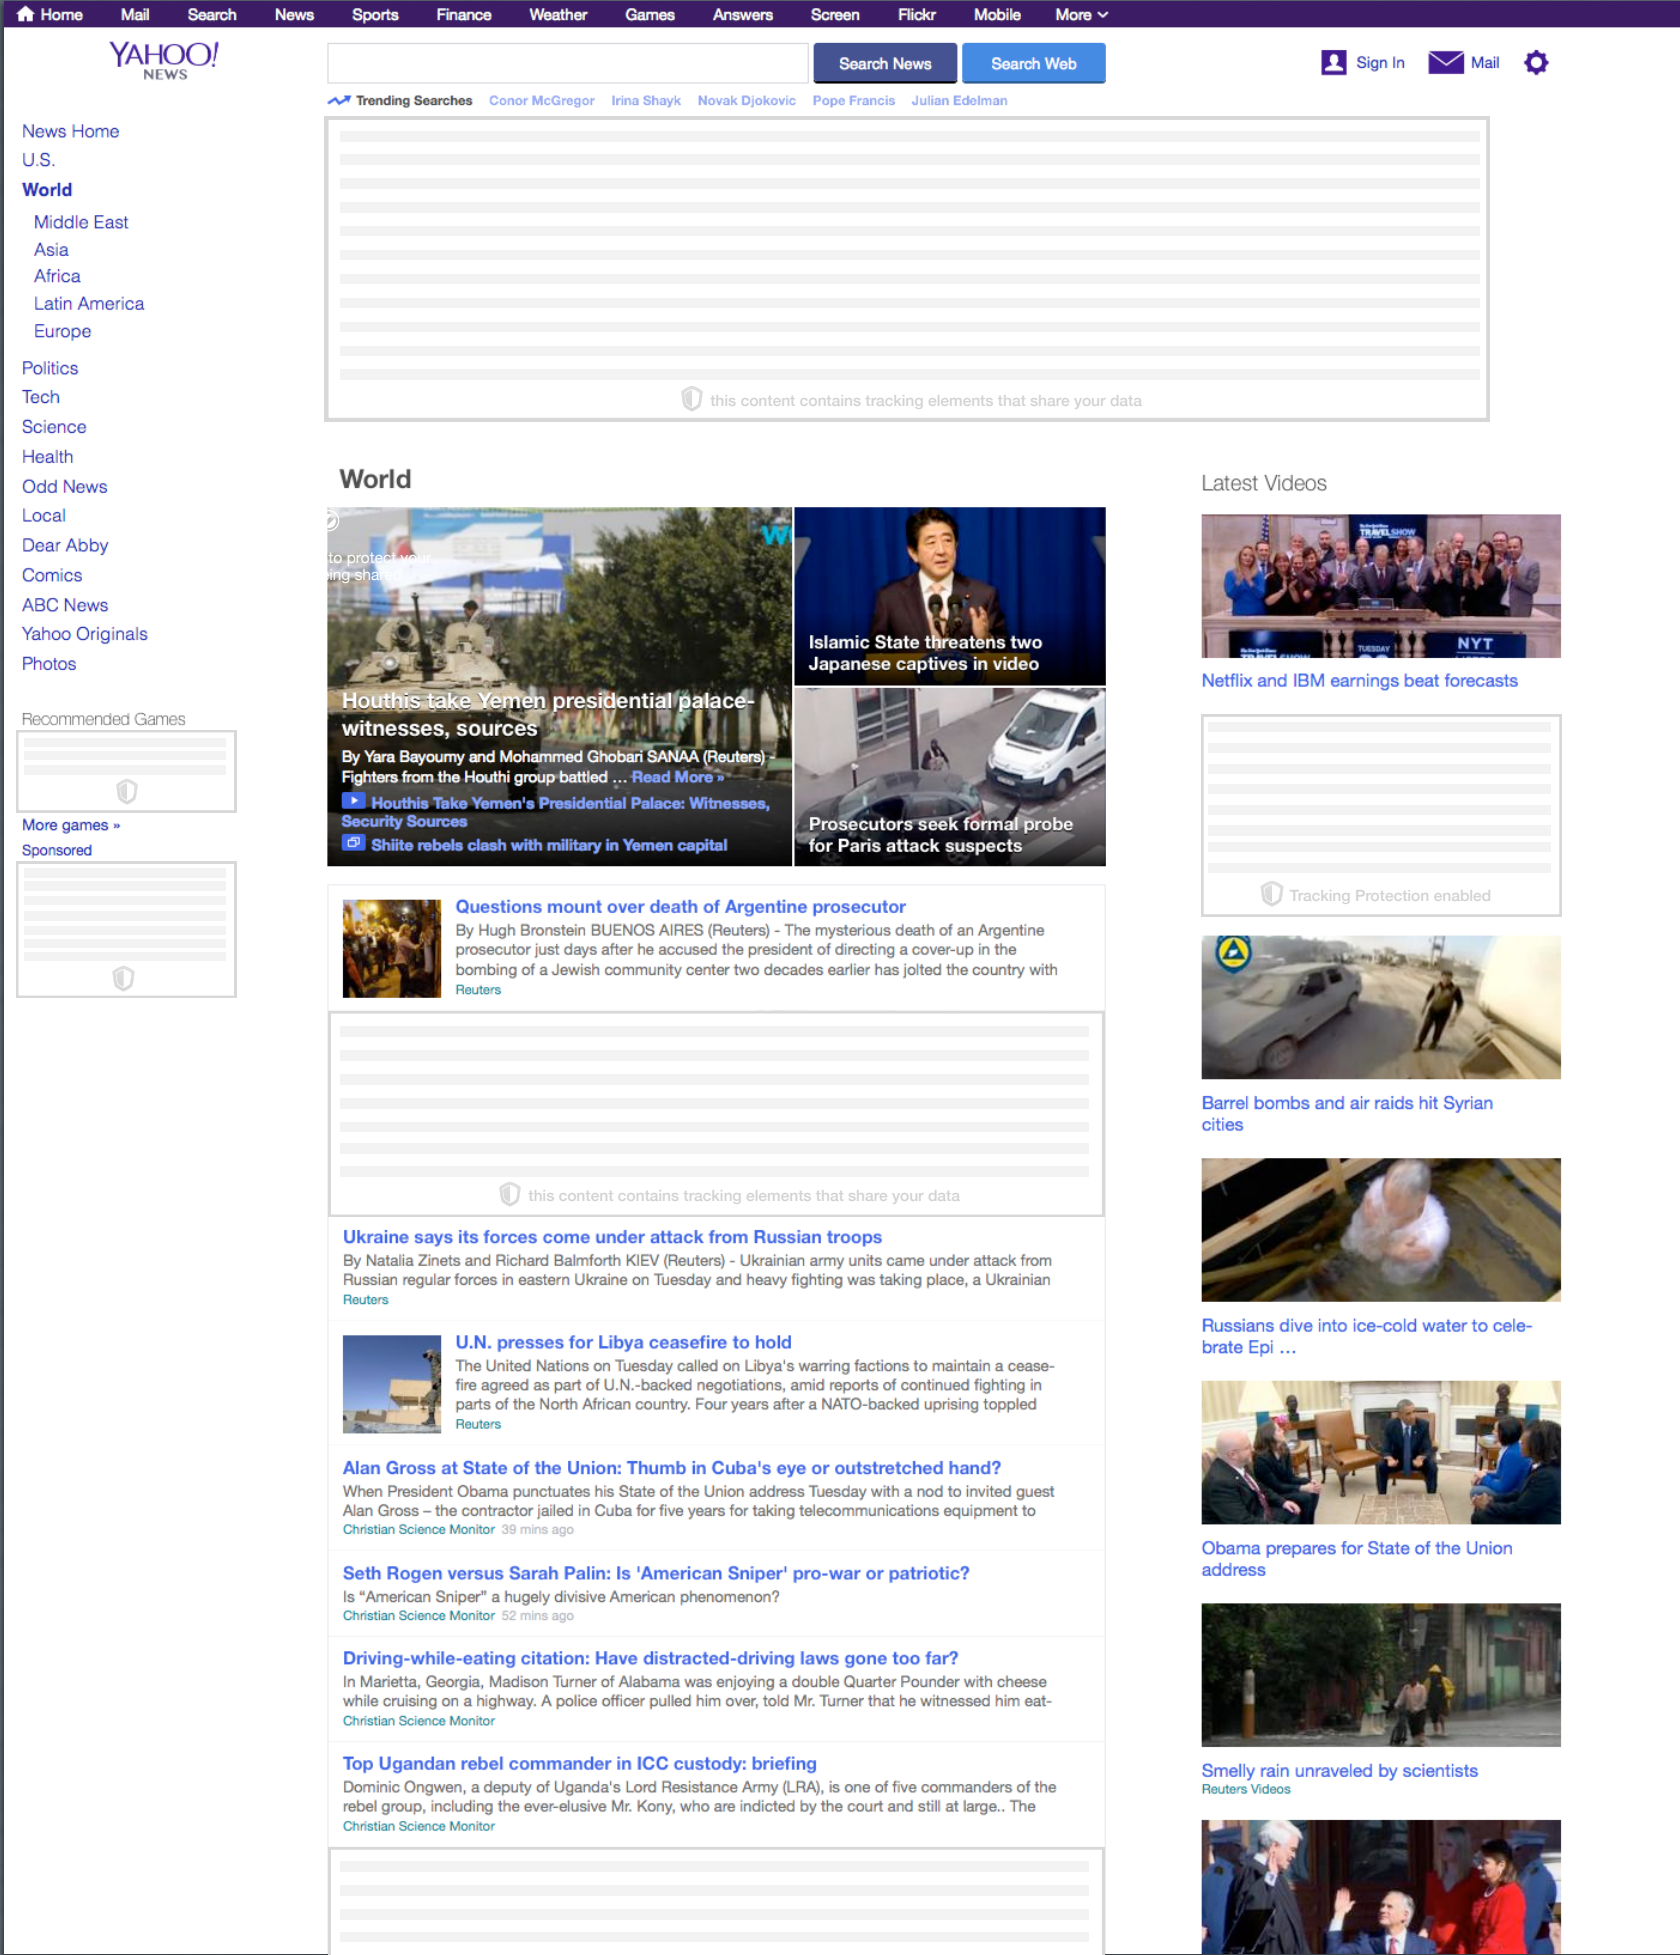 Home Mail Search News Sports Finance Weather Games Answers Screen Flickr Mobile More
YAHOO!
NEWS
Search News
Search Web
Sign In
Mail
Trending Searches Conor McGregor Irina Shayk Novak Djokovic Pope Francis Julian Edelman
News Home
U.S.
World
Middle East
Asia
Africa
Latin America
Europe
Politics
Tech
Science
Health
Odd News
Local
Dear Abby
Comics
ABC News
Yahoo Originals
Photos
Recommended Games
More games »
Sponsored
this content contains tracking elements that share your data
World
to protect your
ing shared
Houthis take Yemen presidential palace-
witnesses, sources
By Yara Bayoumy and Mohammed Ghobari SANAA (Reuters) -
Fighters from the Houthi group battled ... Read More »
Houthis Take Yemen's Presidential Palace: Witnesses,
Security Sources
Shiite rebels clash with military in Yemen capital
Islamic State threatens two
Japanese captives in video
Prosecutors seek formal probe
for Paris attack suspects
Questions mount over death of Argentine prosecutor
By Hugh Bronstein BUENOS AIRES (Reuters) - The mysterious death of an Argentine
prosecutor just days after he accused the president of directing a cover-up in the
bombing of a Jewish community center two decades earlier has jolted the country with
Reuters
this content contains tracking elements that share your data
Ukraine says its forces come under attack from Russian troops
By Natalia Zinets and Richard Balmforth KIEV (Reuters) - Ukrainian army units came under attack from
Russian regular forces in eastern Ukraine on Tuesday and heavy fighting was taking place, a Ukrainian
Reuters
U.N. presses for Libya ceasefire to hold
The United Nations on Tuesday called on Libya's warring factions to maintain a cease-
fire agreed as part of U.N.-backed negotiations, amid reports of continued fighting in
parts of the North African country. Four years after a NATO-backed uprising toppled
Reuters
Alan Gross at State of the Union: Thumb in Cuba's eye or outstretched hand?
When President Obama punctuates his State of the Union address Tuesday with a nod to invited guest
Alan Gross – the contractor jailed in Cuba for five years for taking telecommunications equipment to
Christian Science Monitor 39 mins ago
Seth Rogen versus Sarah Palin: Is 'American Sniper' pro-war or patriotic?
Is “American Sniper” a hugely divisive American phenomenon?
Christian Science Monitor 52 mins ago
Driving-while-eating citation: Have distracted-driving laws gone too far?
In Marietta, Georgia, Madison Turner of Alabama was enjoying a double Quarter Pounder with cheese
while cruising on a highway. A police officer pulled him over, told Mr. Turner that he witnessed him eat-
Christian Science Monitor
Top Ugandan rebel commander in ICC custody: briefing
Dominic Ongwen, a deputy of Uganda's Lord Resistance Army (LRA), is one of five commanders of the
rebel group, including the ever-elusive Mr. Kony, who are indicted by the court and still at large.. The
Christian Science Monitor
Latest Videos
TRAVEL SHOW
TUESDAY
NYT
TRAVEL SHOW
Netflix and IBM earnings beat forecasts
Tracking Protection enabled
Barrel bombs and air raids hit Syrian
cities
Russians dive into ice-cold water to cele-
brate Epi ...
Obama prepares for State of the Union
address
Smelly rain unraveled by scientists
Reuters Videos